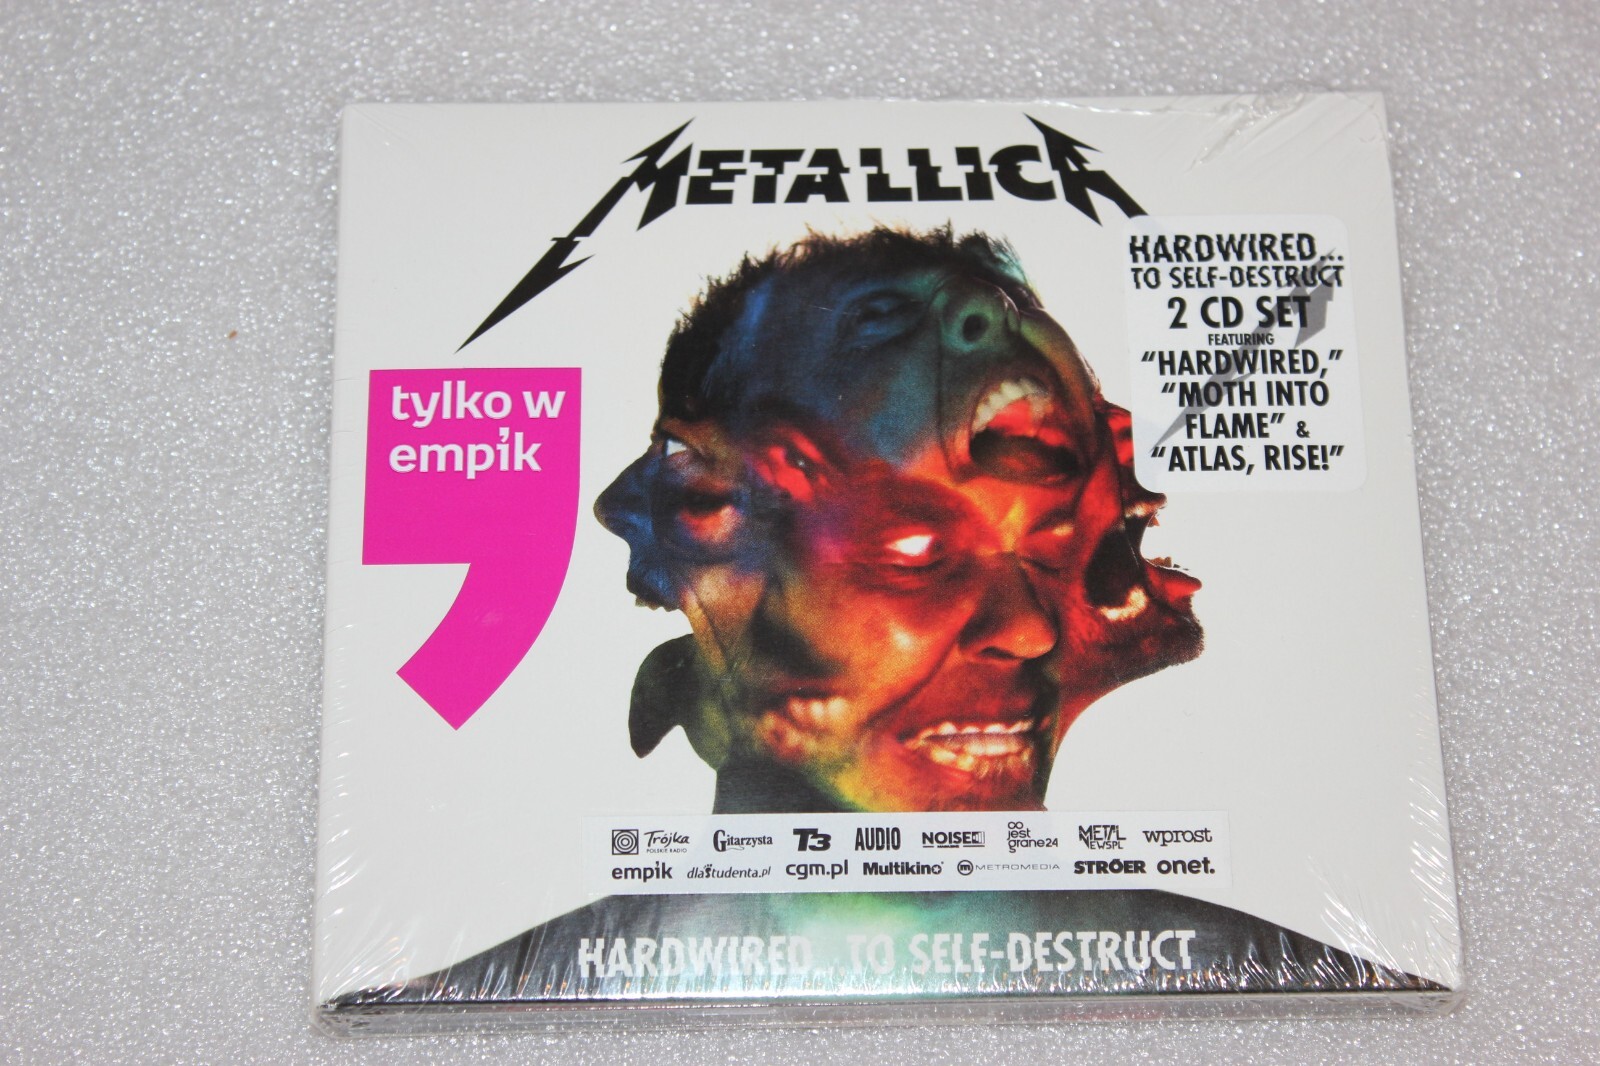 METALLICA
HARDWIRED...
TO SELF-DESTRUCT
2 CD SET
FEATURING
"HARDWIRED,"
"MOTH INTO
FLAME" &
"ATLAS, RISE!"
tylko w
empik
Trójka
POLSKIE RADIO
Gitarzysta
T3
AUDIO
NOISE
co
jest
grane24
METAL
NEWSPL
wprost
empik
dlaStudenta.pl
cgm.pl
Multikino
m METROMEDIA
STRÖER
onet.
HARDWIRED... TO SELF-DESTRUCT